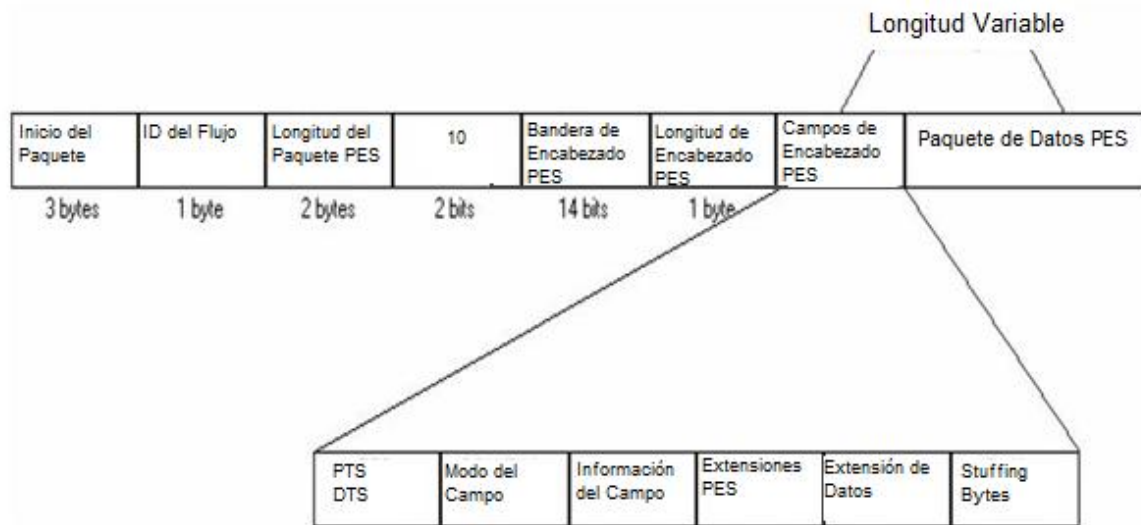 Longitud Variable
Inicio del
Paquete
ID del Flujo
Longitud del
Paquete PES
10
Bandera de
Encabezado
PES
Longitud de
Encabezado
PES
Campos de
Encabezado
PES
Paquete de Datos PES
3 bytes
1 byte
2 bytes
2 bits
14 bits
1 byte
PTS
DTS
Modo del
Campo
Información
del Campo
Extensiones
PES
Extensión de
Datos
Stuffing
Bytes